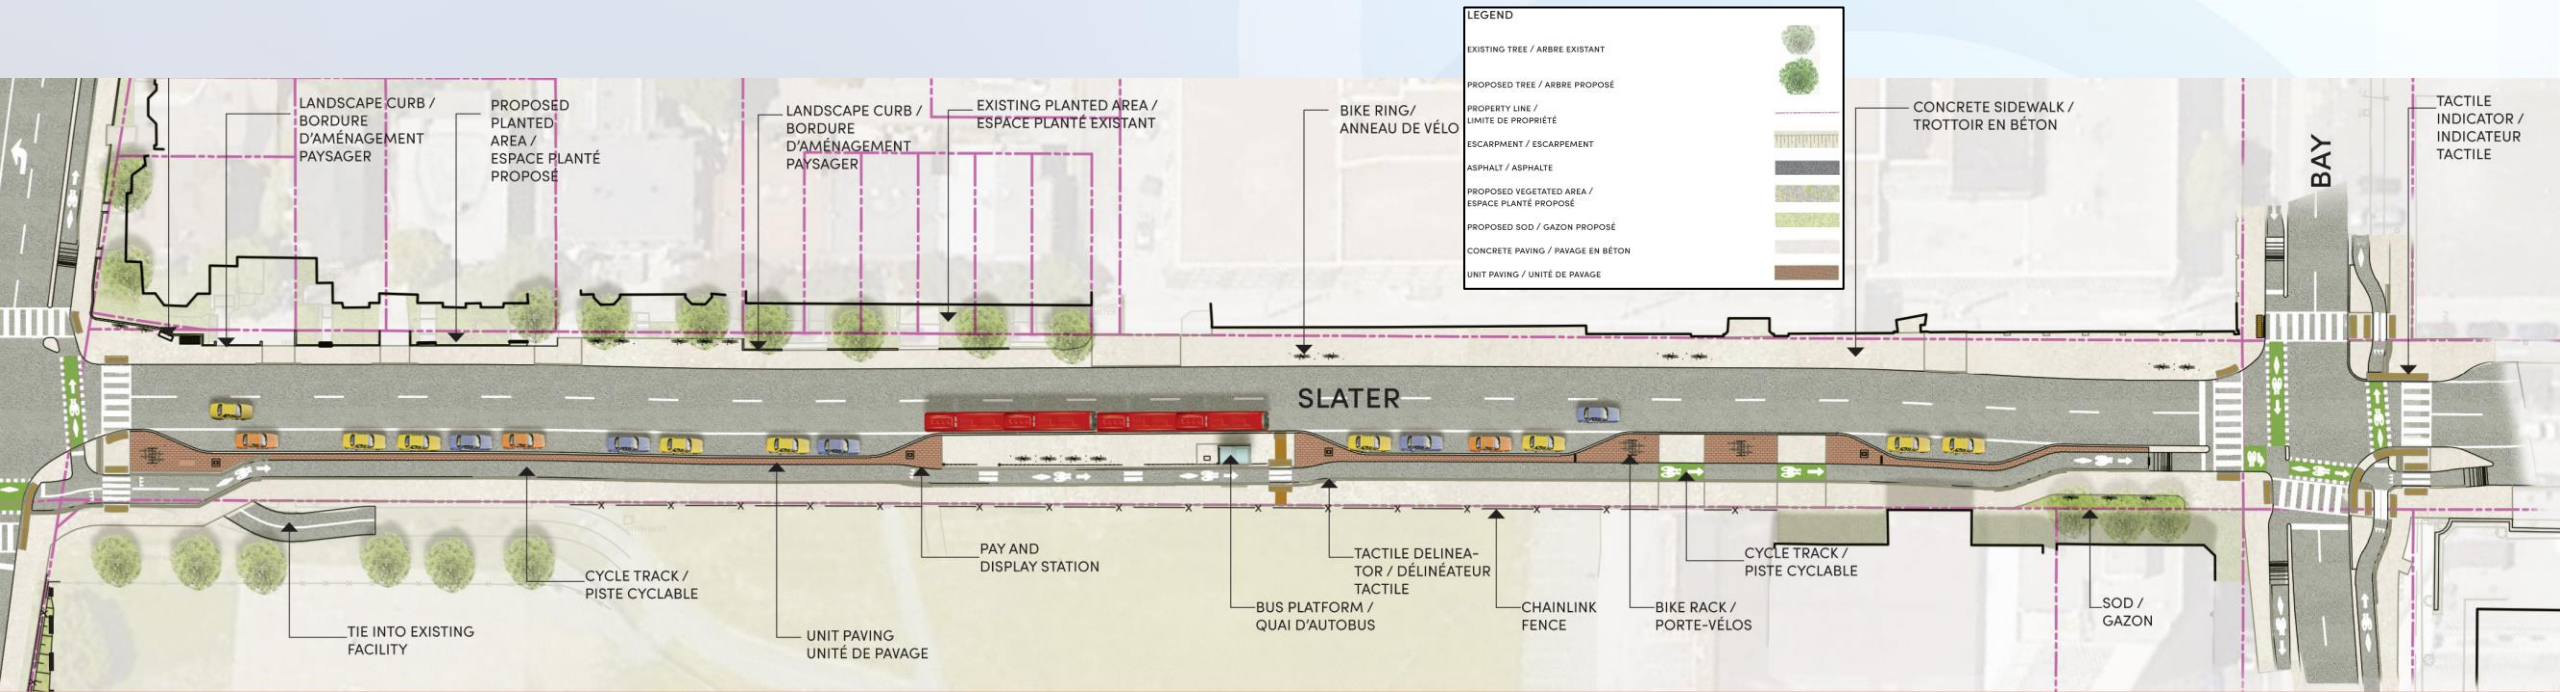 LEGEND
EXISTING TREE / ARBRE EXISTANT
PROPOSED TREE / ARBRE PROPOSÉ
PROPERTY LINE /
LIMITE DE PROPRIÉTÉ
ESCARPMENT / ESCARPEMENT
ASPHALT / ASPHALTE
PROPOSED VEGETATED AREA /
ESPACE PLANTÉ PROPOSÉ
PROPOSED SOD / GAZON PROPOSÉ
CONCRETE PAVING / PAVAGE EN BÉTON
UNIT PAVING / UNITÉ DE PAVAGE
LANDSCAPE CURB /
BORDURE
D'AMÉNAGEMENT
PAYSAGER
PROPOSED
PLANTED
AREA /
ESPACE PLANTÉ
PROPOSÉ
LANDSCAPE CURB /
BORDURE
D'AMÉNAGEMENT
PAYSAGER
EXISTING PLANTED AREA /
ESPACE PLANTÉ EXISTANT
BIKE RING/
ANNEAU DE VÉLO
CONCRETE SIDEWALK /
TROTTOIR EN BÉTON
BAY
TACTILE
INDICATOR /
INDICATEUR
TACTILE
SLATER
TIE INTO EXISTING
FACILITY
CYCLE TRACK /
PISTE CYCLABLE
UNIT PAVING
UNITÉ DE PAVAGE
PAY AND
DISPLAY STATION
BUS PLATFORM /
QUAI D'AUTOBUS
TACTILE DELINEA-
TOR / DÉLINÉATEUR
TACTILE
CHAINLINK
FENCE
BIKE RACK /
PORTE-VÉLOS
CYCLE TRACK /
PISTE CYCLABLE
SOD /
GAZON